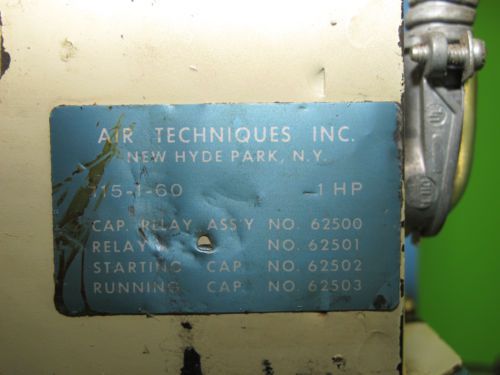 AIR TECHNIQUES INC.
NEW HYDE PARK, N.Y.
115-1-60 1 HP
CAP. RELAY ASS'Y NO. 62500
RELAY NO. 62501
STARTING CAP. NO. 62502
RUNNING CAP. NO. 62503